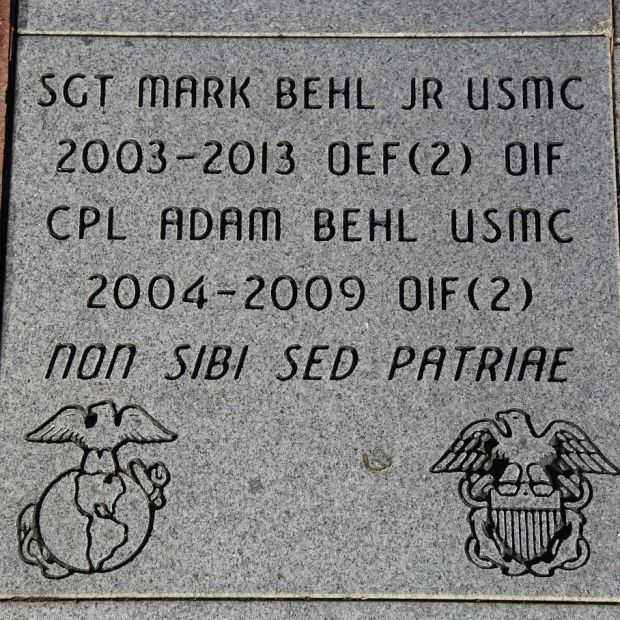 SGT MARK BEHL JR USMC
2003-2013 OEF(2) OIF
CPL ADAM BEHL USMC
2004-2009 OIF(2)
NON SIBI SED PATRIAE